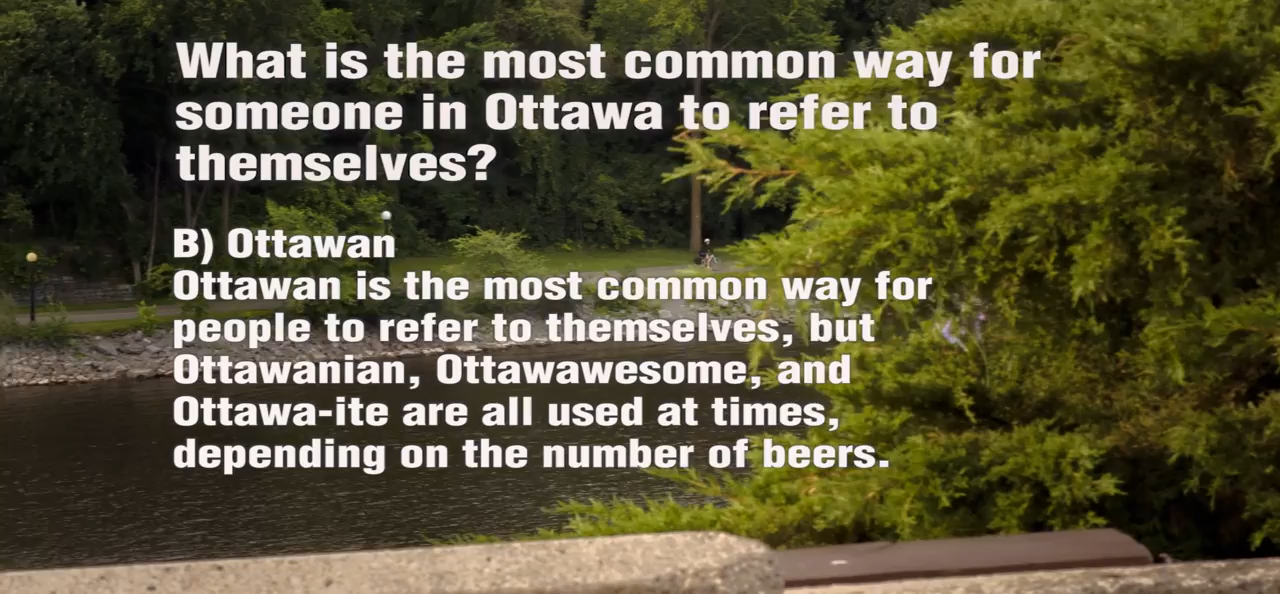 What is the most common way for
someone in Ottawa to refer to
themselves?
B) Ottawan
Ottawan is the most common way for
people to refer to themselves, but
Ottawanian, Ottawawesome, and
Ottawa-ite are all used at times,
depending on the number of beers.